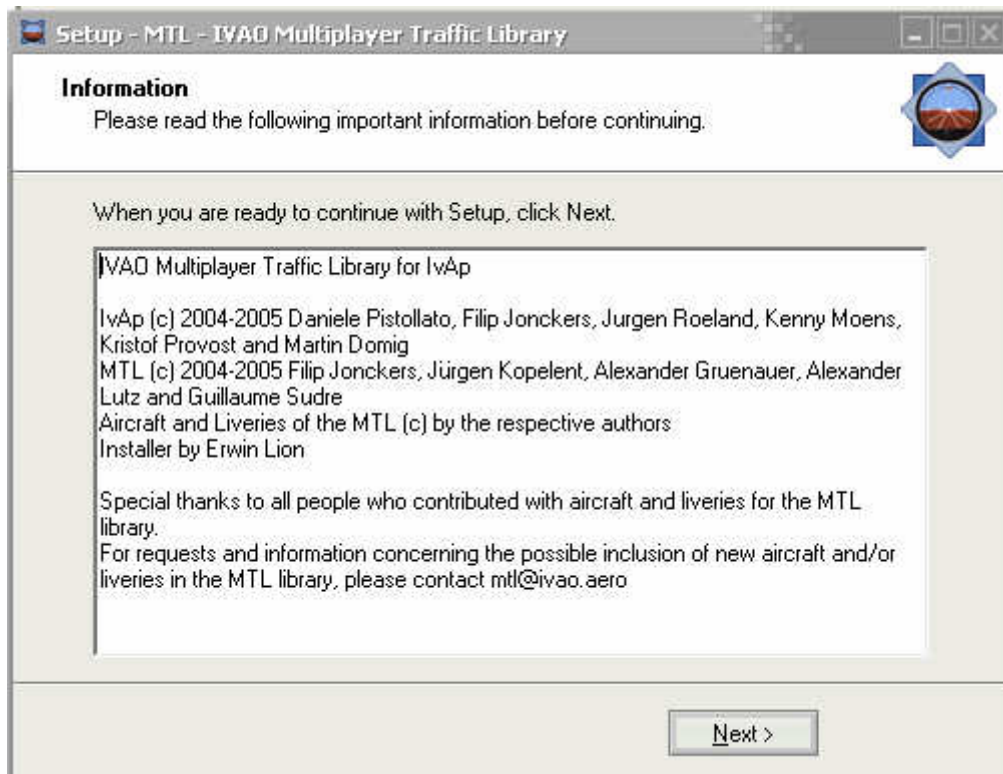 Setup - MTL - IVAO Multiplayer Traffic Library
Information
Please read the following important information before continuing.
When you are ready to continue with Setup, click Next.
IVAO Multiplayer Traffic Library for IvAp
IvAp (c) 2004-2005 Daniele Pistollato, Filip Jonckers, Jurgen Roeland, Kenny Moens,
Kristof Provost and Martin Domig
MTL (c) 2004-2005 Filip Jonckers, Jürgen Kopelent, Alexander Gruenauer, Alexander
Lutz and Guillaume Sudre
Aircraft and Liveries of the MTL (c) by the respective authors
Installer by Erwin Lion
Special thanks to all people who contributed with aircraft and liveries for the MTL
library.
For requests and information concerning the possible inclusion of new aircraft and/or
liveries in the MTL library, please contact mtl@ivao.aero
Next >